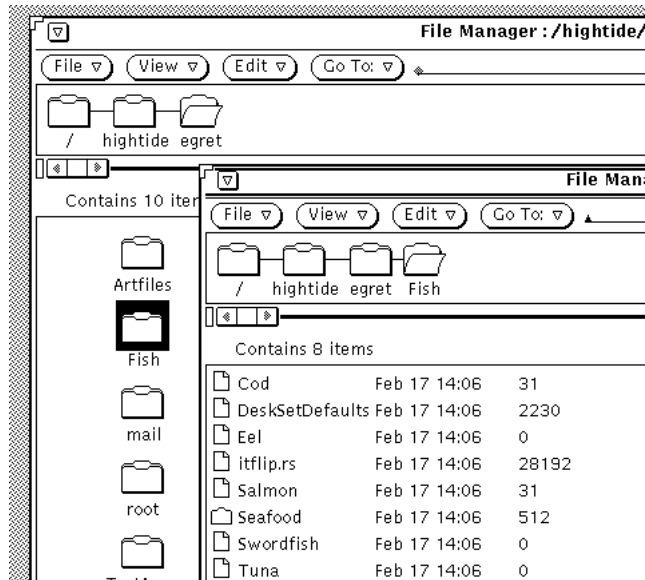 File Manager : /hightide/
File View Edit Go To:
/ hightide egret
Contains 10 iter
Artfiles
Fish
mail
root
File Man
File View Edit Go To:
/ hightide egret Fish
Contains 8 items
Cod Feb 17 14:06 31
DeskSetDefaults Feb 17 14:06 2230
Eel Feb 17 14:06 0
itflip.rs Feb 17 14:06 28192
Salmon Feb 17 14:06 31
Seafood Feb 17 14:06 512
Swordfish Feb 17 14:06 0
Tuna Feb 17 14:06 0